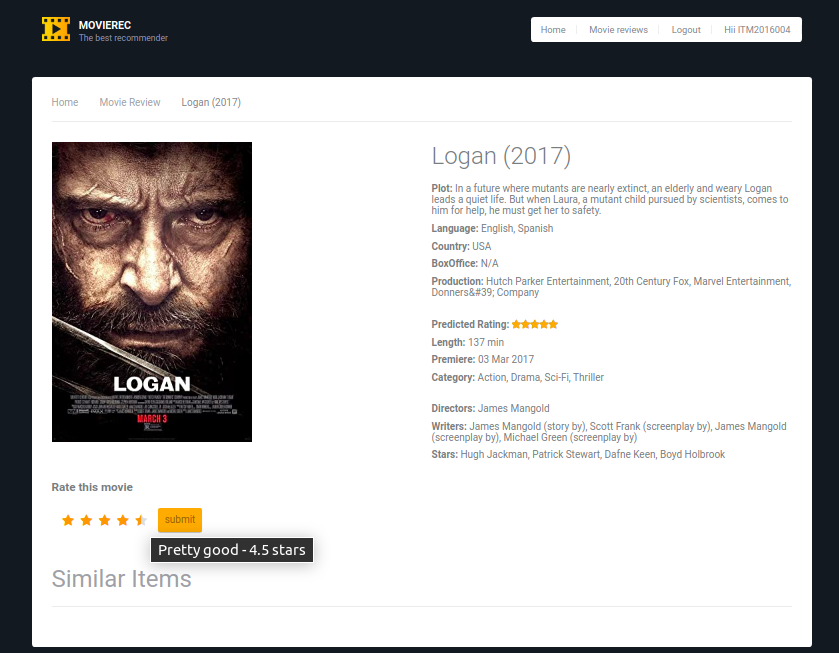 MOVIEREC
The best recommender
Home Movie reviews Logout Hii ITM2016004
Home Movie Review Logan (2017)
LOGAN
MARCH 3
Logan (2017)
Plot: In a future where mutants are nearly extinct, an elderly and weary Logan
leads a quiet life. But when Laura, a mutant child pursued by scientists, comes to
him for help, he must get her to safety.
Language: English, Spanish
Country: USA
BoxOffice: N/A
Production: Hutch Parker Entertainment, 20th Century Fox, Marvel Entertainment,
Donners&#39; Company
Predicted Rating:
Length: 137 min
Premiere: 03 Mar 2017
Category: Action, Drama, Sci-Fi, Thriller
Directors: James Mangold
Writers: James Mangold (story by), Scott Frank (screenplay by), James Mangold
(screenplay by), Michael Green (screenplay by)
Stars: Hugh Jackman, Patrick Stewart, Dafne Keen, Boyd Holbrook
Rate this movie
submit
Pretty good - 4.5 stars
Similar Items